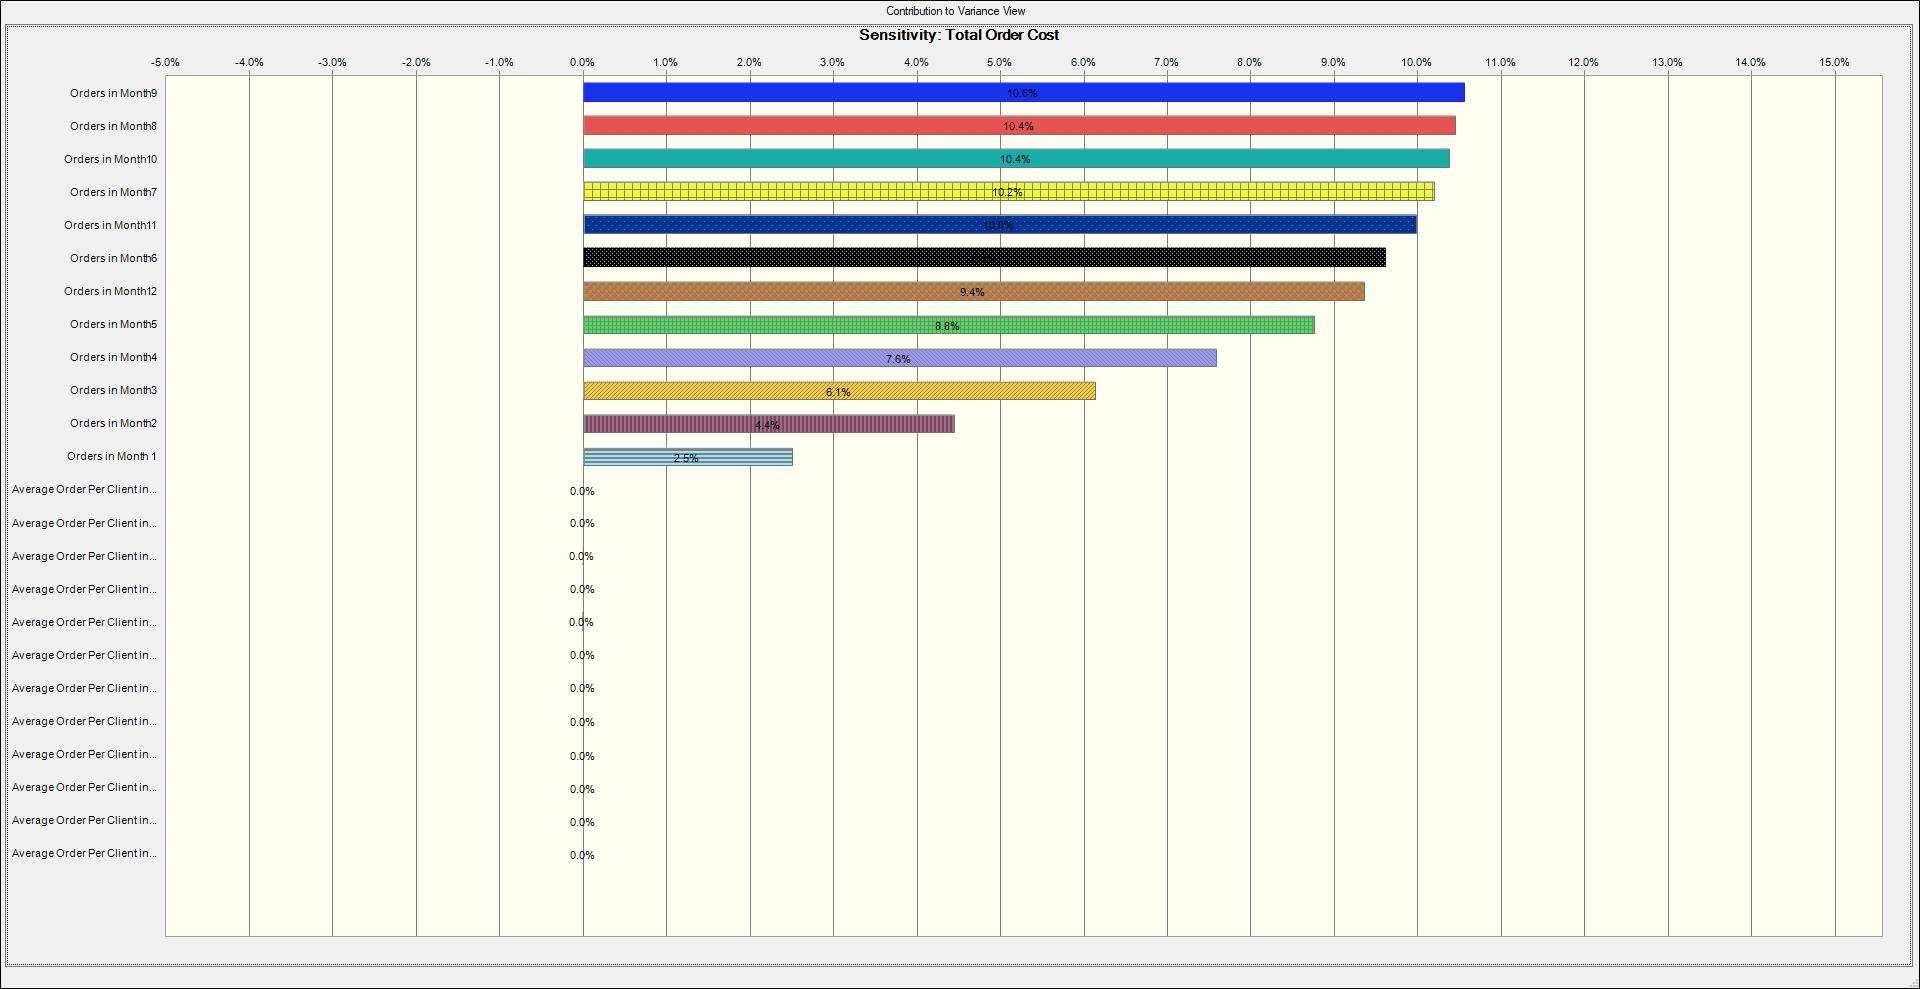 Contribution to Variance View
Sensitivity: Total Order Cost
-5.0% -4.0% -3.0% -2.0% -1.0% 0.0% 1.0% 2.0% 3.0% 4.0% 5.0% 6.0% 7.0% 8.0% 9.0% 10.0% 11.0% 12.0% 13.0% 14.0% 15.0%
Orders in Month9 10.6%
Orders in Month8 10.4%
Orders in Month10 10.4%
Orders in Month7 10.2%
Orders in Month11 10.0%
Orders in Month6
Orders in Month12 9.4%
Orders in Month5 8.8%
Orders in Month4 7.6%
Orders in Month3 6.1%
Orders in Month2 4.4%
Orders in Month 1 2.5%
Average Order Per Client in... 0.0%
Average Order Per Client in... 0.0%
Average Order Per Client in... 0.0%
Average Order Per Client in... 0.0%
Average Order Per Client in... 0.0%
Average Order Per Client in... 0.0%
Average Order Per Client in... 0.0%
Average Order Per Client in... 0.0%
Average Order Per Client in... 0.0%
Average Order Per Client in... 0.0%
Average Order Per Client in... 0.0%
Average Order Per Client in... 0.0%